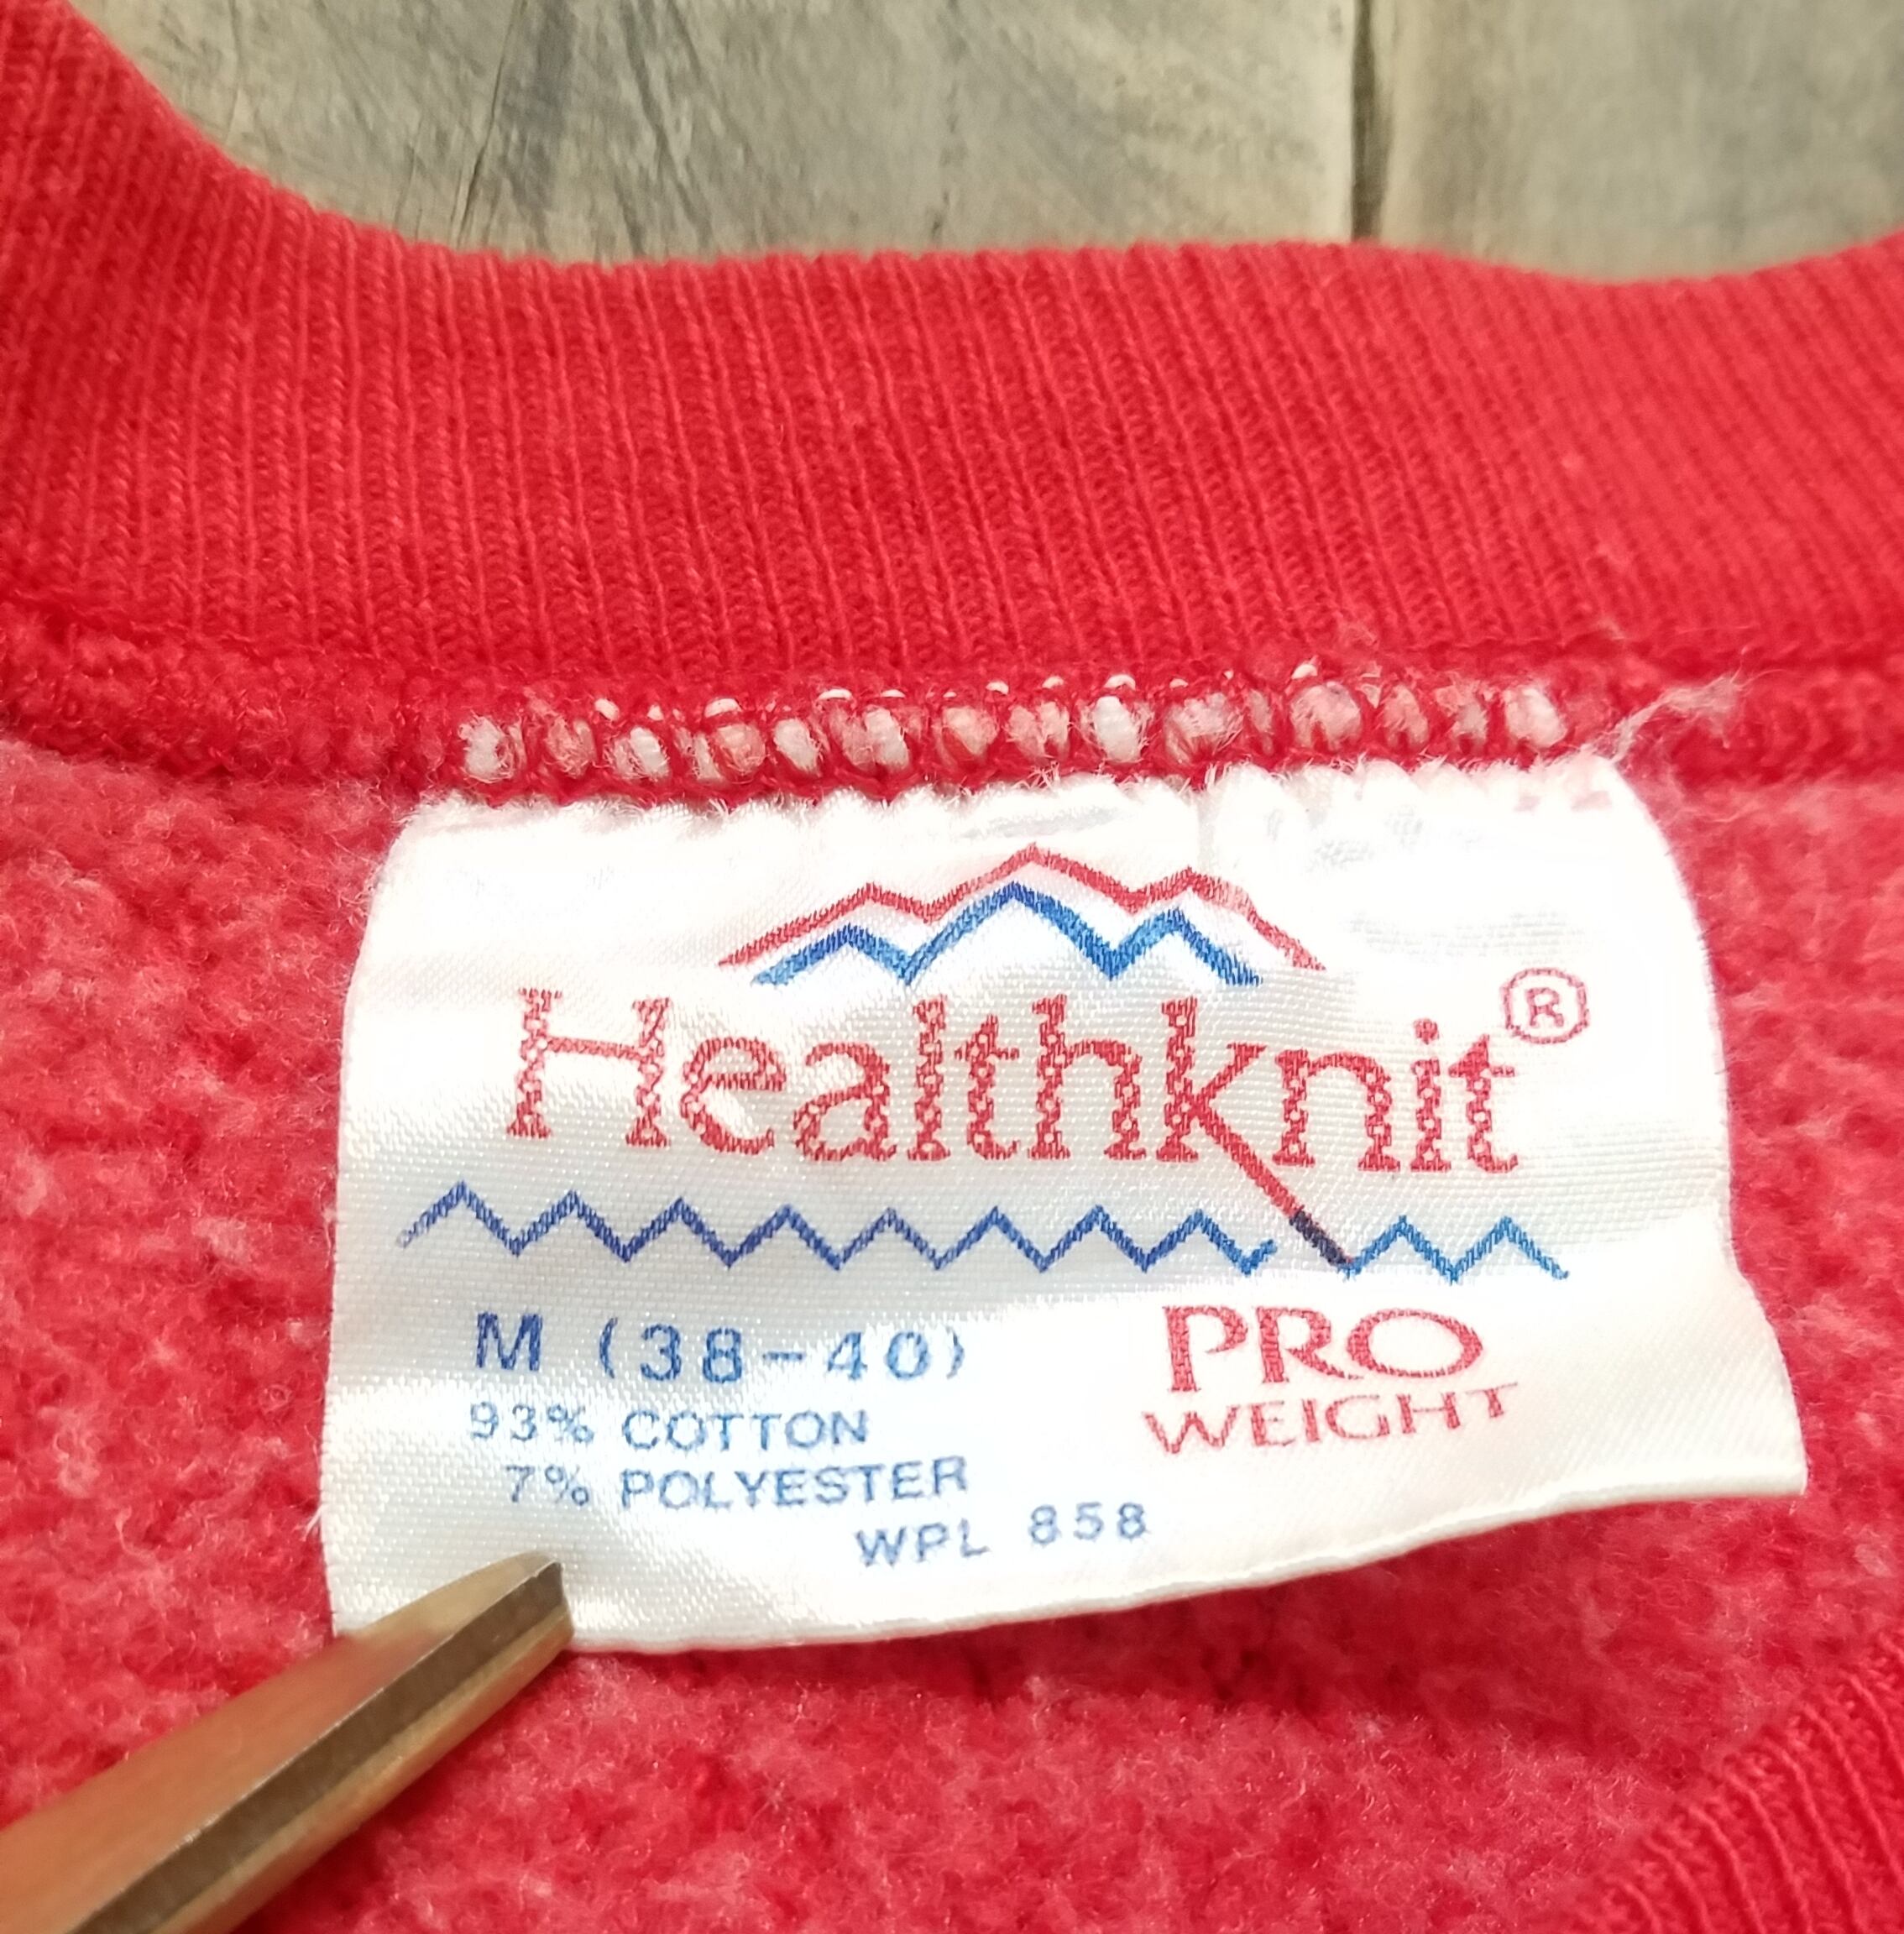 Healthknit®
M (38-40)
93% COTTON
7% POLYESTER
WPL 858
PRO
WEIGHT